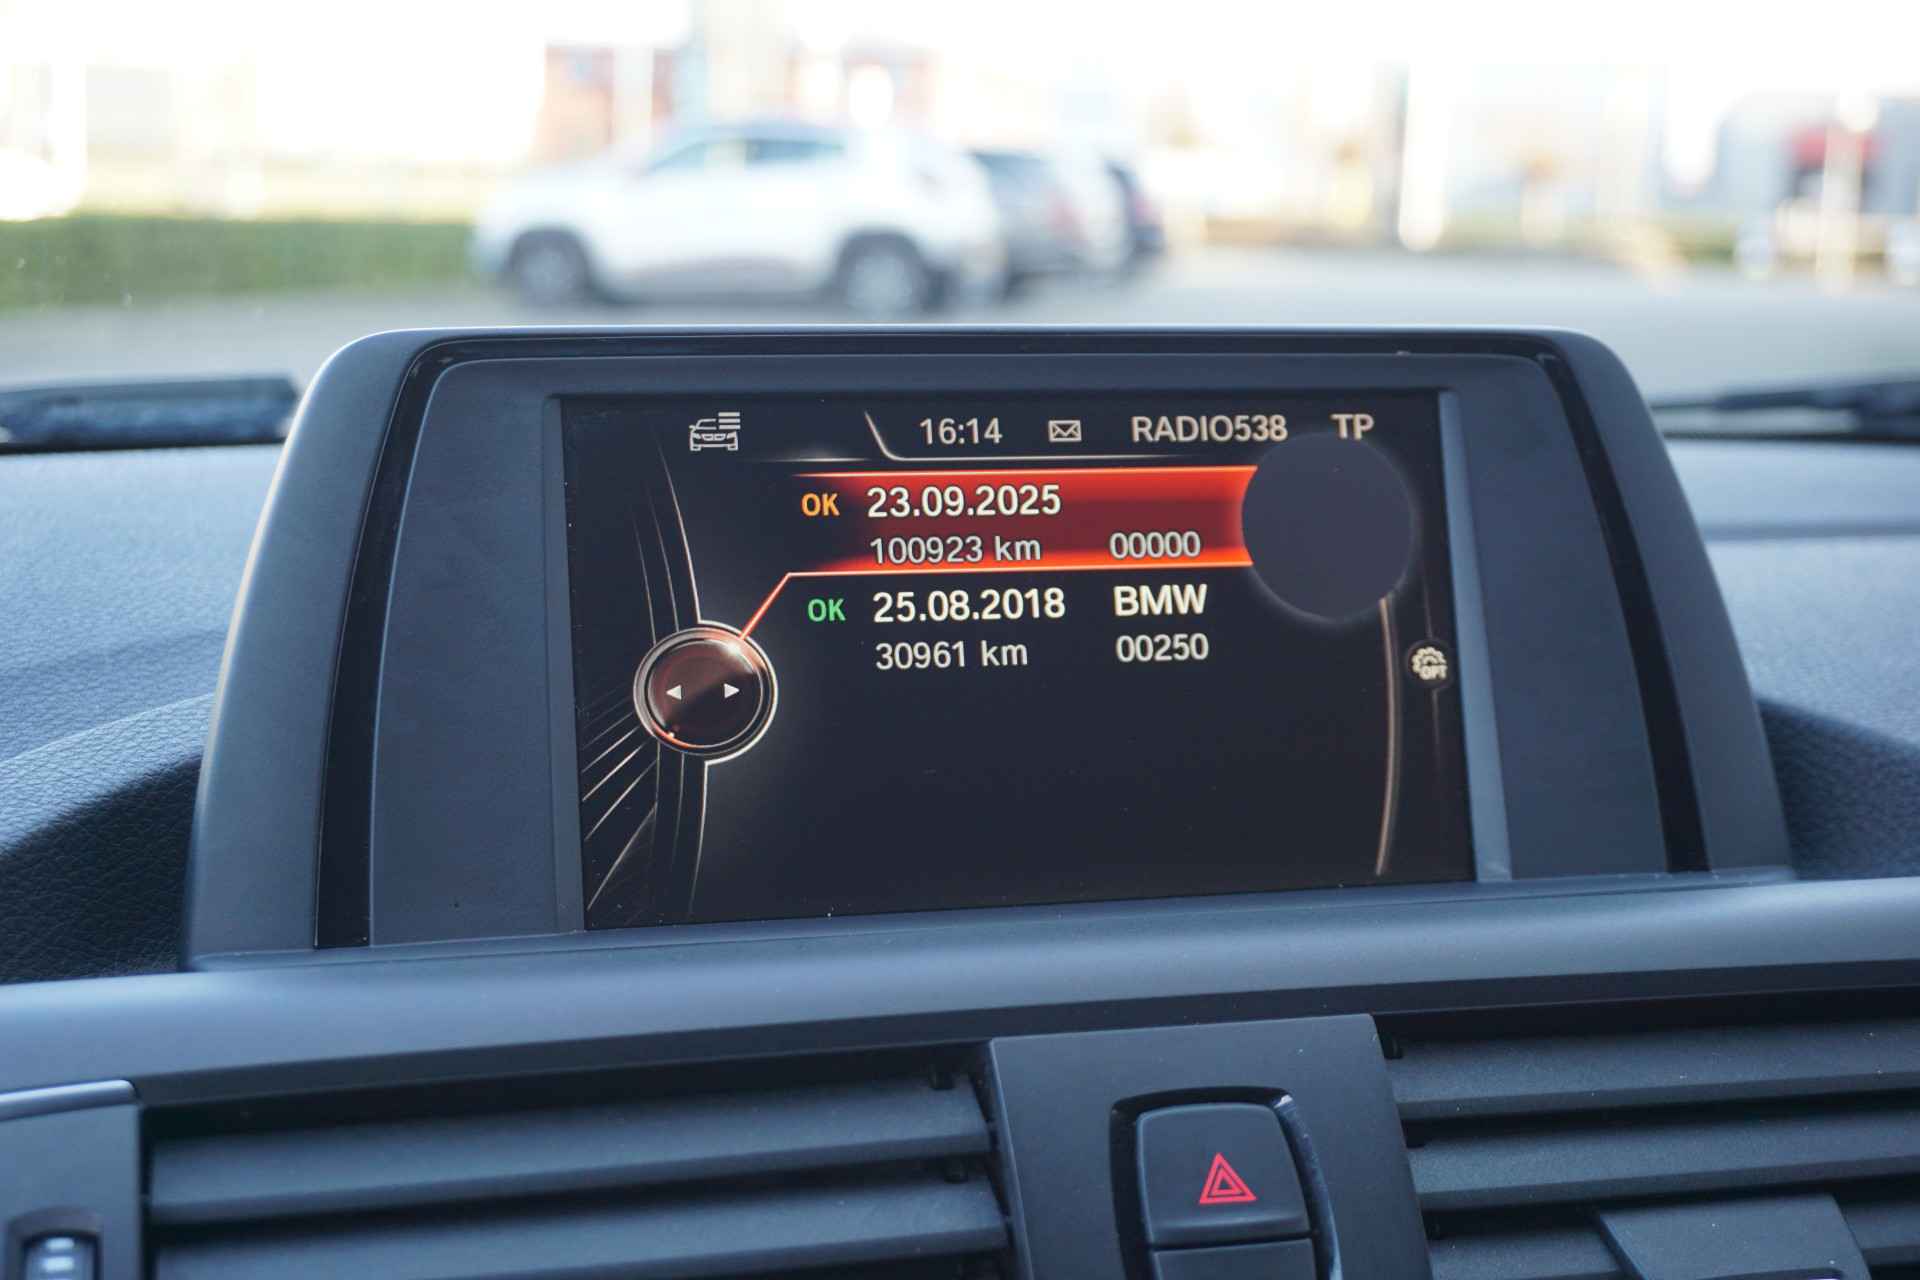 16:14 RADIO538 TP
OK 23.09.2025
100923 km 00000
OK 25.08.2018 BMW
30961 km 00250
OPT